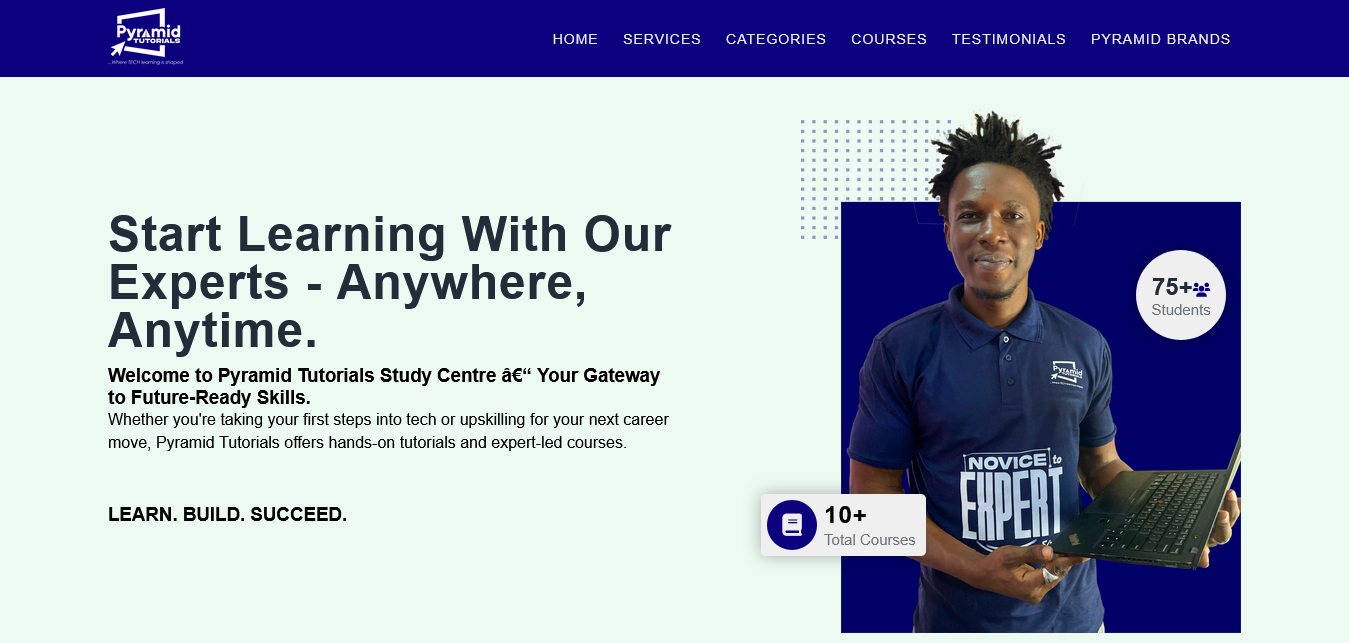 Pyramid
TUTORIALS
...Where TECH learning is shaped
HOME SERVICES CATEGORIES COURSES TESTIMONIALS PYRAMID BRANDS
Start Learning With Our
Experts - Anywhere,
Anytime.
Welcome to Pyramid Tutorials Study Centre â€“ Your Gateway
to Future-Ready Skills.
Whether you're taking your first steps into tech or upskilling for your next career
move, Pyramid Tutorials offers hands-on tutorials and expert-led courses.
LEARN. BUILD. SUCCEED.
75+
Students
Pyramid
NOVICE to
EXPERT
10+
Total Courses